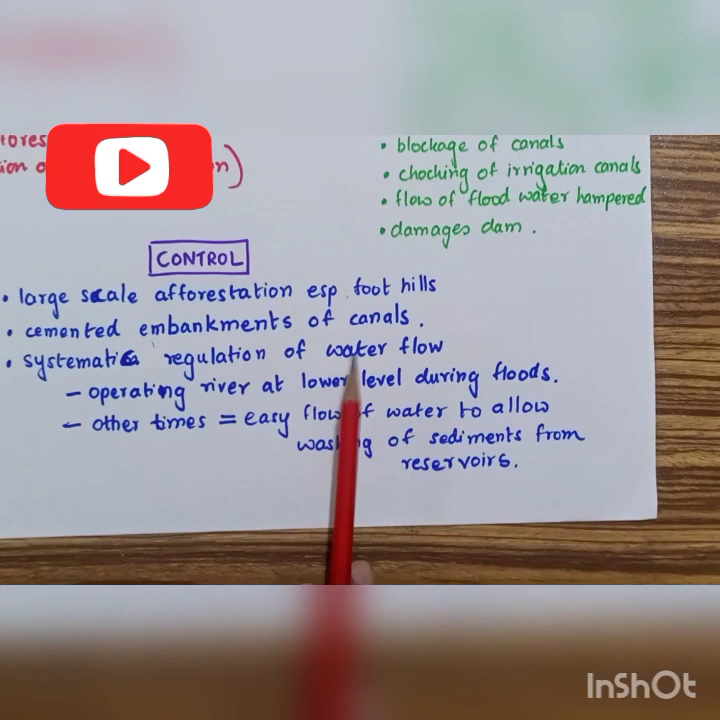 • blockage of canals
• chocking of irrigation canals
• flow of flood water hampered
• damages dam .
CONTROL
• large scale afforestation esp foot hills
• cemented embankments of canals .
• systematic regulation of water flow
– operating river at lower level during floods.
– other times = easy flow of water to allow
washing of sediments from
reservoirs.
InShOt